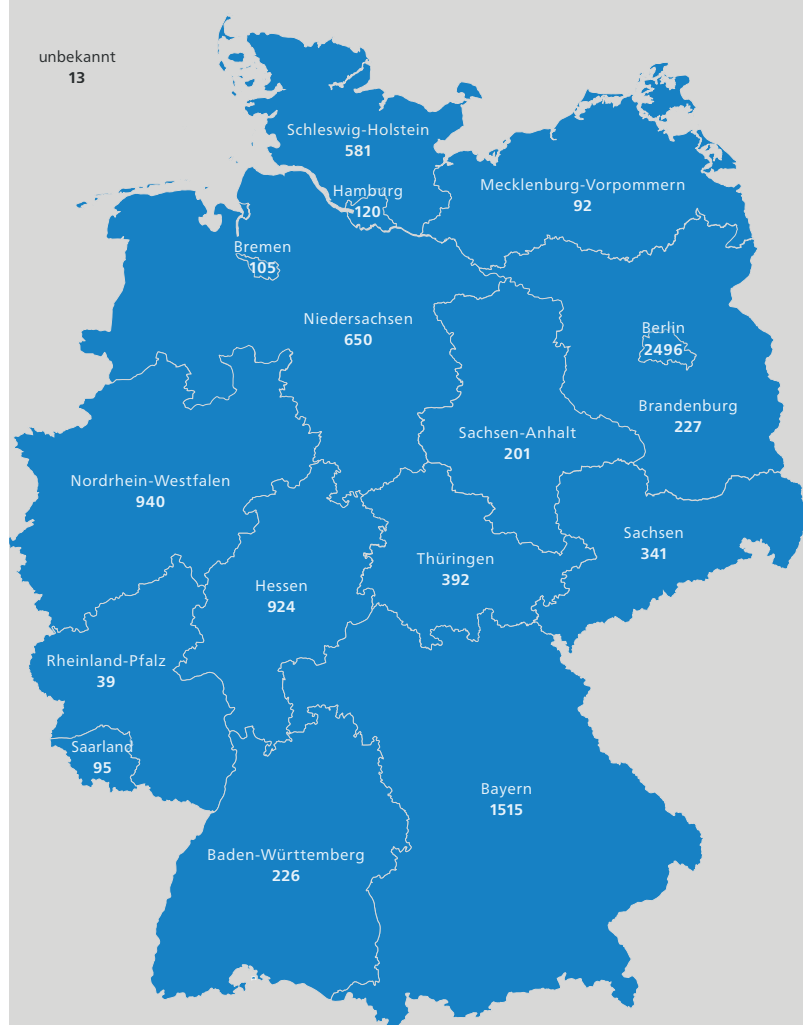 unbekannt
13
Schleswig-Holstein
581
Hamburg
120
Mecklenburg-Vorpommern
92
Bremen
105
Niedersachsen
650
Berlin
2496
Brandenburg
227
Sachsen-Anhalt
201
Nordrhein-Westfalen
940
Sachsen
341
Thüringen
392
Hessen
924
Rheinland-Pfalz
39
Saarland
95
Bayern
1515
Baden-Württemberg
226